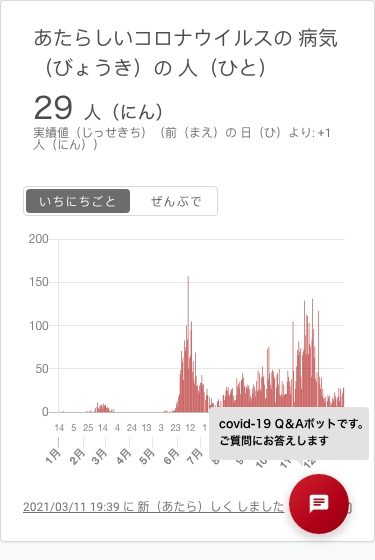 あたらしいコロナウイルスの 病気
（びょうき）の 人（ひと）
29 人（にん）
実績値（じっせきち）（前（まえ）の 日（ひ）より: +1
人（にん））
いちにちごと ぜんぶで
200
150
100
50
0
14 5 25 14 4 24 13 3 23 12 1
1月 2月 3月 4月 5月 6月 7月
covid-19 Q&Aボットです。
ご質問にお答えします
2021/03/11 19:39 に 新（あたら）しく しました